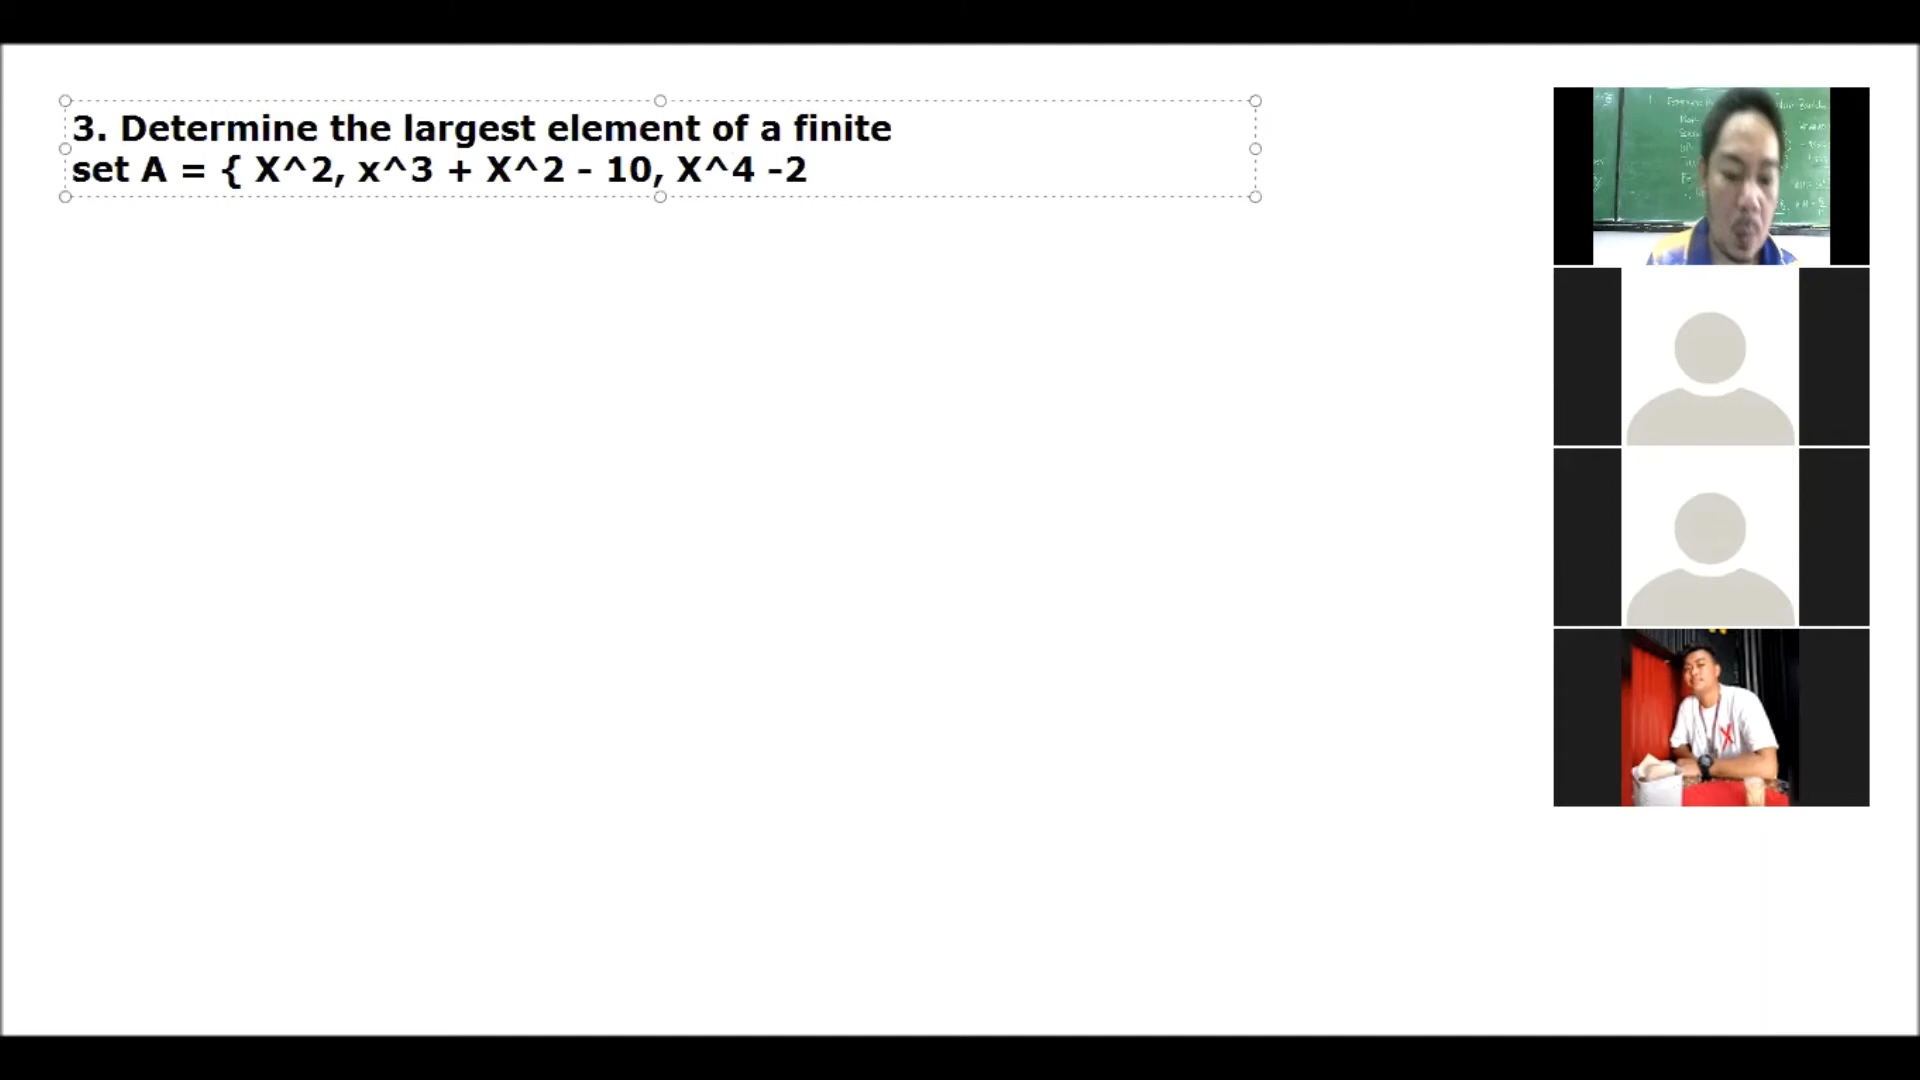 3. Determine the largest element of a finite
set A = { X^2, x^3 + X^2 - 10, X^4 -2